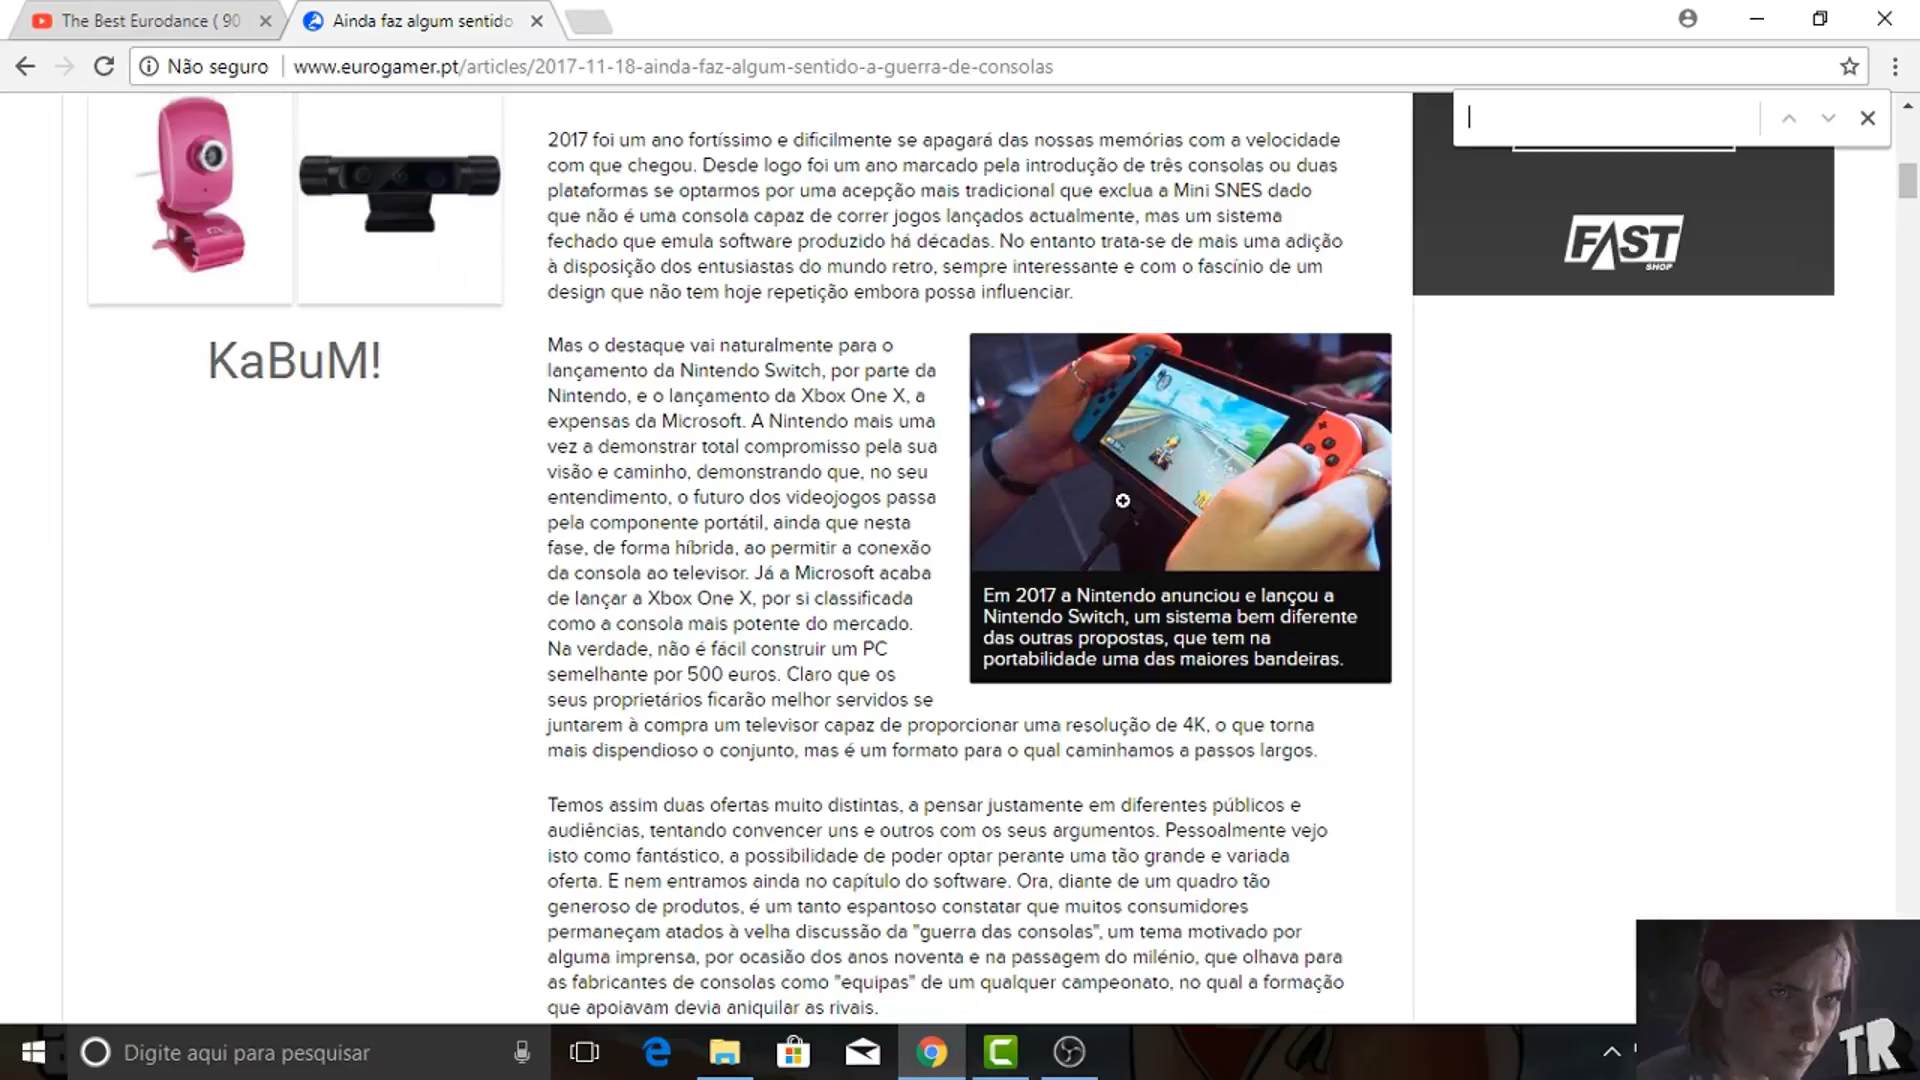 The Best Eurodance ( 90
Ainda faz algum sentido
Não seguro
www.eurogamer.pt/articles/2017-11-18-ainda-faz-algum-sentido-a-guerra-de-consolas
KaBuM!
2017 foi um ano fortíssimo e dificilmente se apagará das nossas memórias com a velocidade
com que chegou. Desde logo foi um ano marcado pela introdução de três consolas ou duas
plataformas se optarmos por uma acepção mais tradicional que exclua a Mini SNES dado
que não é uma consola capaz de correr jogos lançados actualmente, mas um sistema
fechado que emula software produzido há décadas. No entanto trata-se de mais uma adição
à disposição dos entusiastas do mundo retro, sempre interessante e com o fascínio de um
design que não tem hoje repetição embora possa influenciar.
Mas o destaque vai naturalmente para o
lançamento da Nintendo Switch, por parte da
Nintendo, e o lançamento da Xbox One X, a
expensas da Microsoft. A Nintendo mais uma
vez a demonstrar total compromisso pela sua
visão e caminho, demonstrando que, no seu
entendimento, o futuro dos videojogos passa
pela componente portátil, ainda que nesta
fase, de forma híbrida, ao permitir a conexão
da consola ao televisor. Já a Microsoft acaba
de lançar a Xbox One X, por si classificada
como a consola mais potente do mercado.
Na verdade, não é fácil construir um PC
semelhante por 500 euros. Claro que os
seus proprietários ficarão melhor servidos se
juntarem à compra um televisor capaz de proporcionar uma resolução de 4K, o que torna
mais dispendioso o conjunto, mas é um formato para o qual caminhamos a passos largos.
Em 2017 a Nintendo anunciou e lançou a
Nintendo Switch, um sistema bem diferente
das outras propostas, que tem na
portabilidade uma das maiores bandeiras.
Temos assim duas ofertas muito distintas, a pensar justamente em diferentes públicos e
audiências, tentando convencer uns e outros com os seus argumentos. Pessoalmente vejo
isto como fantástico, a possibilidade de poder optar perante uma tão grande e variada
oferta. E nem entramos ainda no capítulo do software. Ora, diante de um quadro tão
generoso de produtos, é um tanto espantoso constatar que muitos consumidores
permaneçam atados à velha discussão da "guerra das consolas", um tema motivado por
alguma imprensa, por ocasião dos anos noventa e na passagem do milénio, que olhava para
as fabricantes de consolas como "equipas" de um qualquer campeonato, no qual a formação
que apoiavam devia aniquilar as rivais.
FAST
SHOP
Digite aqui para pesquisar
TR